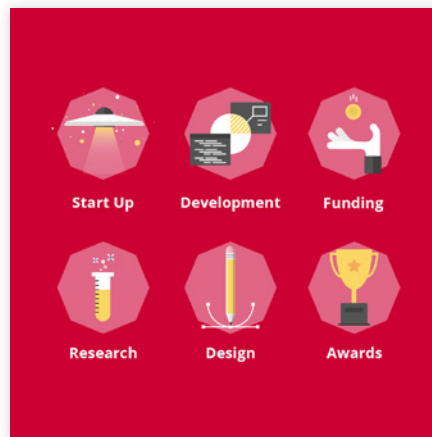 Start Up
Development
Funding
Research
Design
Awards